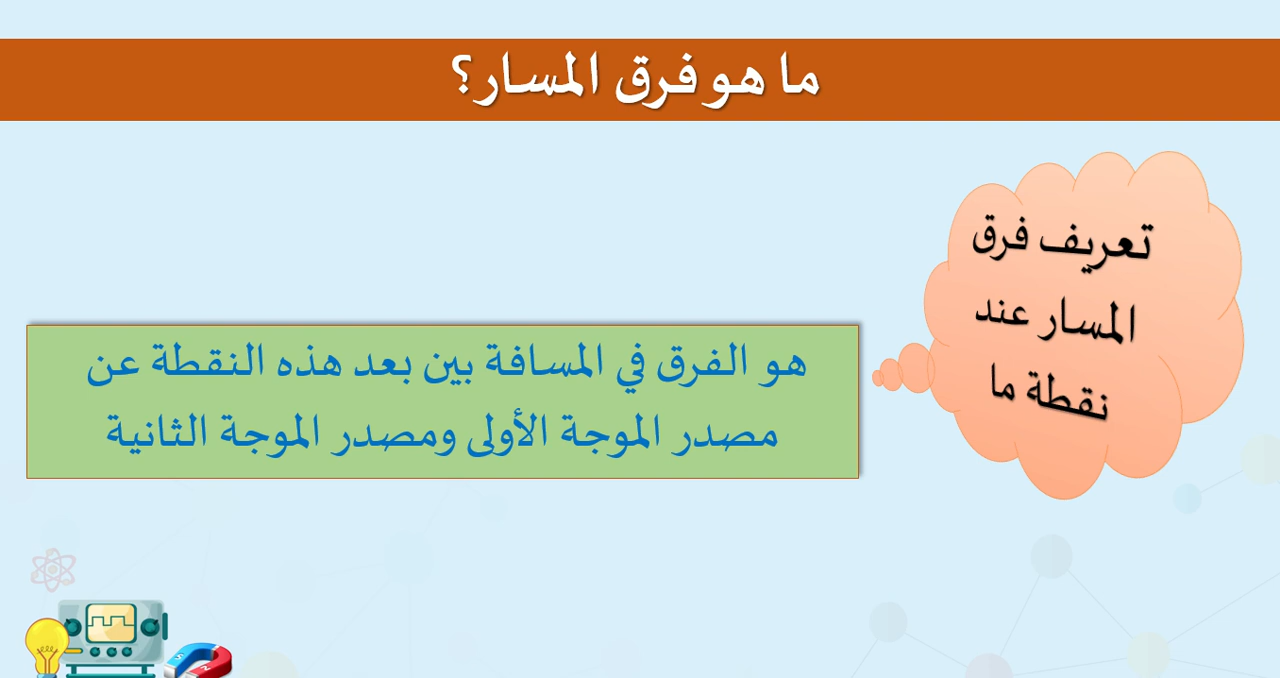 ما هو فرق المسار؟
تعريف فرق
المسار عند
نقطة ما
هو الفرق في المسافة بين بعد هذه النقطة عن
مصدر الموجة الأولى ومصدر الموجة الثانية
S
N